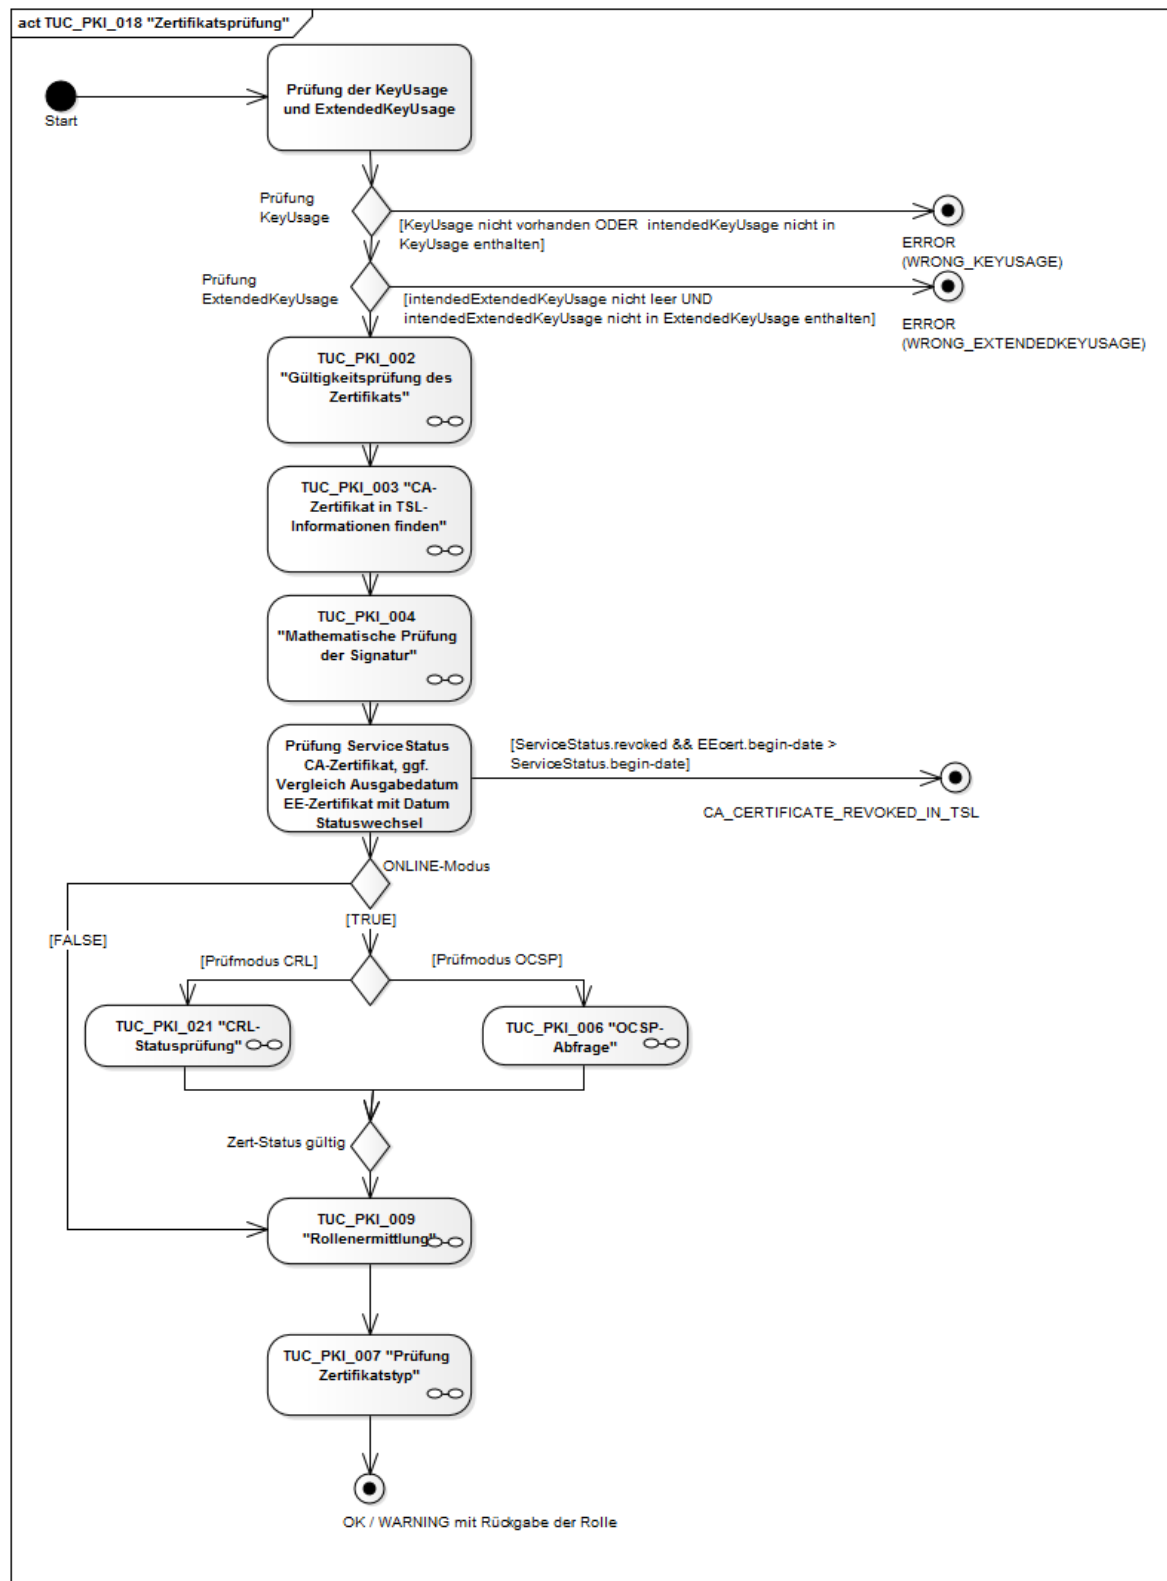 act TUC_PKI_018 "Zertifikatsprüfung"
Prüfung der KeyUsage
und ExtendedKeyUsage
Start
Prüfung
KeyUsage
[KeyUsage nicht vorhanden ODER intendedKeyUsage nicht in
KeyUsage enthalten]
ERROR
(WRONG_KEYUSAGE)
Prüfung
ExtendedKeyUsage
[intendedExtendedKeyUsage nicht leer UND
intendedExtendedKeyUsage nicht in ExtendedKeyUsage enthalten]
ERROR
(WRONG_EXTENDEDKEYUSAGE)
TUC_PKI_002
"Gültigkeitsprüfung des
Zertifikats"
TUC_PKI_003 "CA-
Zertifikat in TSL-
Informationen finden"
TUC_PKI_004
"Mathematische Prüfung
der Signatur"
Prüfung ServiceStatus
CA-Zertifikat, ggf.
Vergleich Ausgabedatum
EE-Zertifikat mit Datum
Statuswechsel
[ServiceStatus.revoked && EEcert.begin-date >
ServiceStatus.begin-date]
CA_CERTIFICATE_REVOKED_IN_TSL
ONLINE-Modus
[TRUE]
[FALSE]
[Prüfmodus CRL]
[Prüfmodus OCSP]
TUC_PKI_021 "CRL-
Statusprüfung"
TUC_PKI_006 "OCSP-
Abfrage"
Zert-Status gültig
TUC_PKI_009
"Rollenermittlung"
TUC_PKI_007 "Prüfung
Zertifikatstyp"
OK / WARNING mit Rückgabe der Rolle